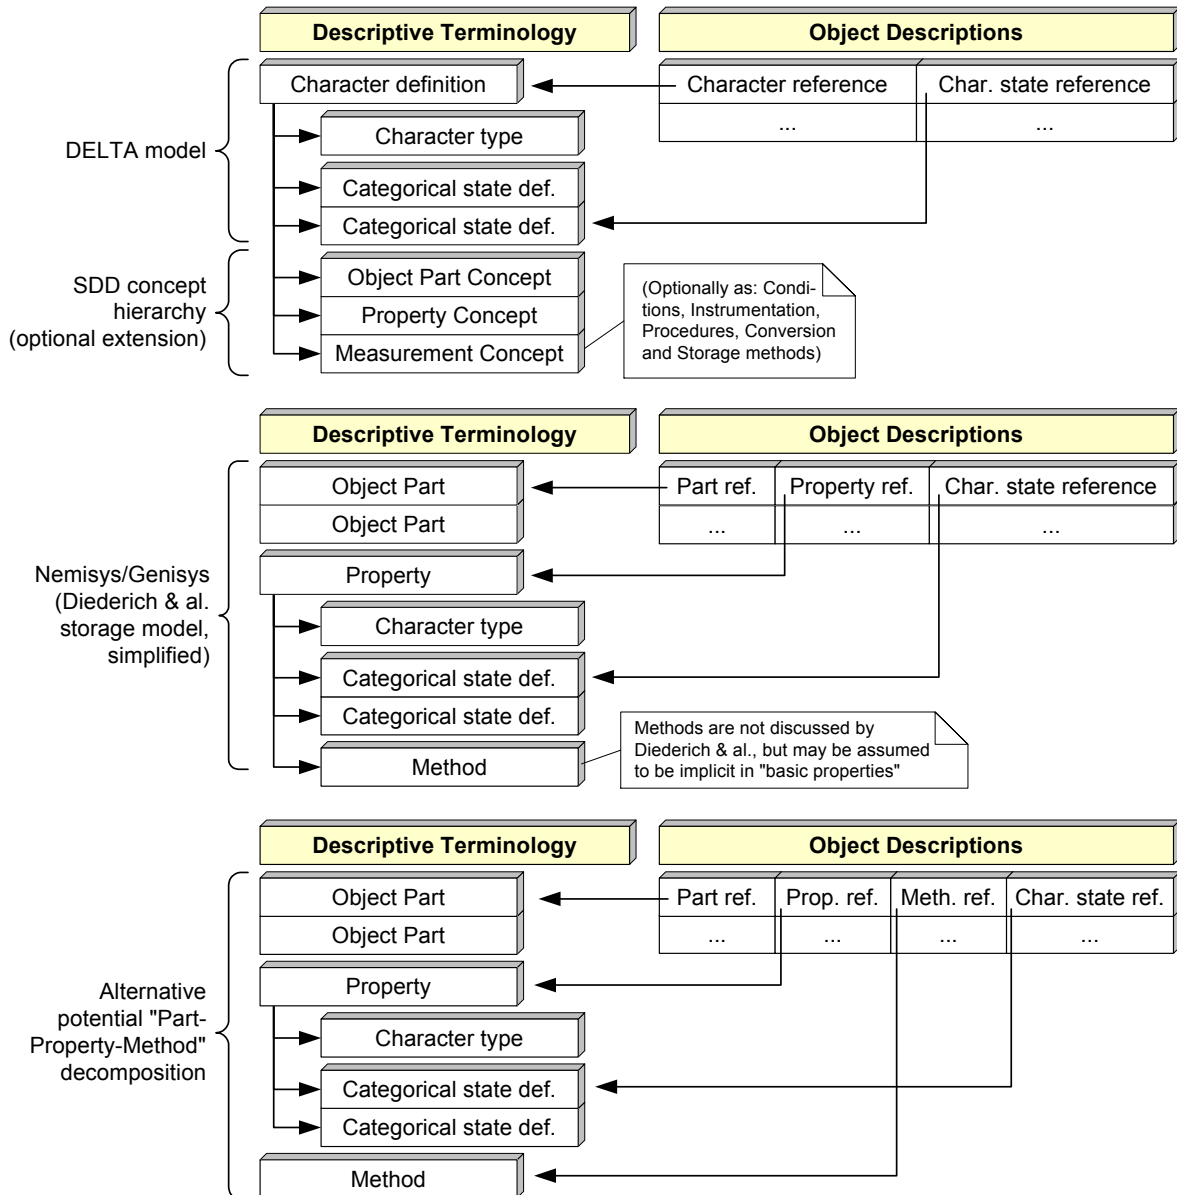 Descriptive Terminology
Object Descriptions
DELTA model
Character definition
Character reference
Char. state reference
...
...
Character type
Categorical state def.
Categorical state def.
SDD concept
hierarchy
(optional extension)
Object Part Concept
Property Concept
Measurement Concept
(Optionally as: Condi-
tions, Instrumentation,
Procedures, Conversion
and Storage methods)
Descriptive Terminology
Object Descriptions
Nemisys/Genisys
(Diederich & al.
storage model,
simplified)
Object Part
Object Part
Part ref.
Property ref.
Char. state reference
...
...
...
Property
Character type
Categorical state def.
Categorical state def.
Method
Methods are not discussed by
Diederich & al., but may be assumed
to be implicit in "basic properties"
Descriptive Terminology
Object Descriptions
Alternative
potential "Part-
Property-Method"
decomposition
Object Part
Object Part
Part ref.
Prop. ref.
Meth. ref.
Char. state ref.
...
...
...
...
Property
Character type
Categorical state def.
Categorical state def.
Method